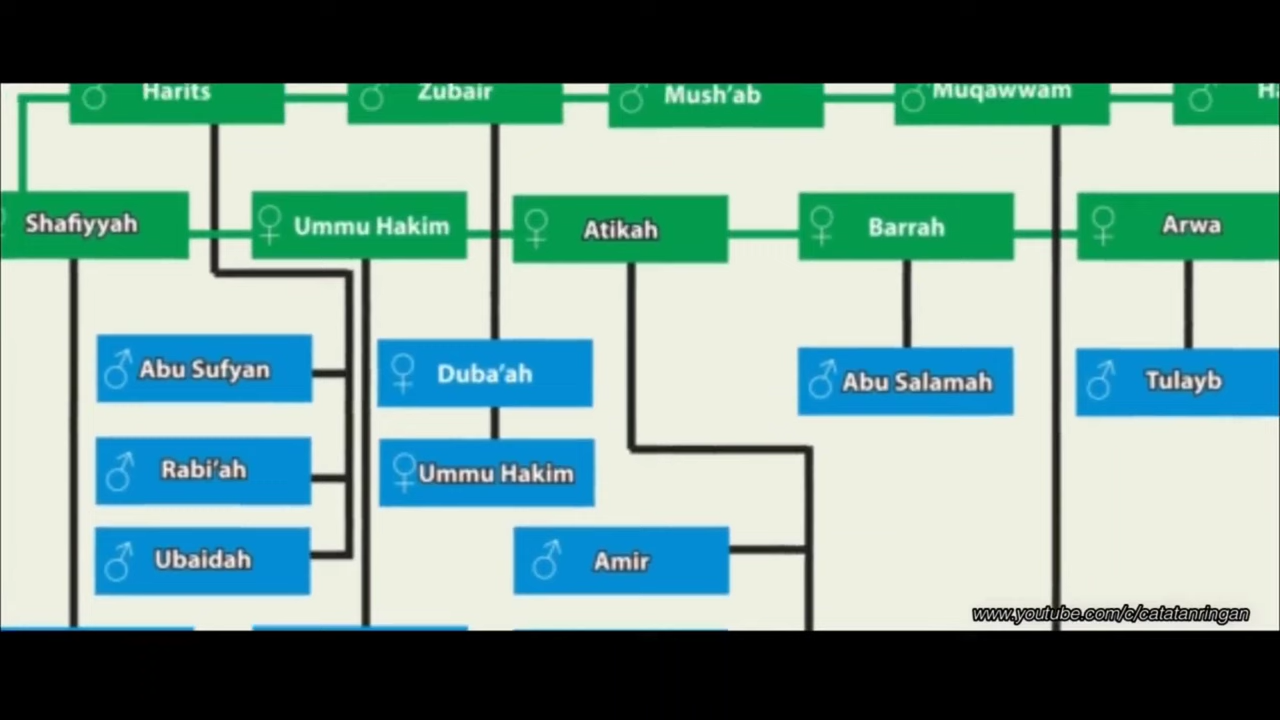 Harits
Zubair
Mush'ab
Muqawwam
Shafiyyah
Ummu Hakim
Atikah
Barrah
Arwa
Abu Sufyan
Duba'ah
Abu Salamah
Tulayb
Rabi'ah
Ummu Hakim
Ubaidah
Amir
www.youtube.com/c/catatanringan